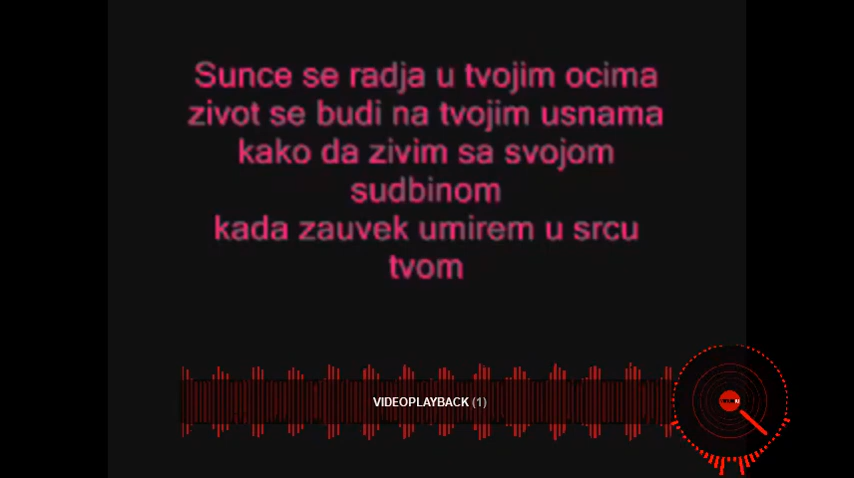 Sunce se radja u tvojim ocima
zivot se budi na tvojim usnama
kako da zivim sa svojom
sudbinom
kada zauvek umirem u srcu
tvom
VIDEOPLAYBACK (1)